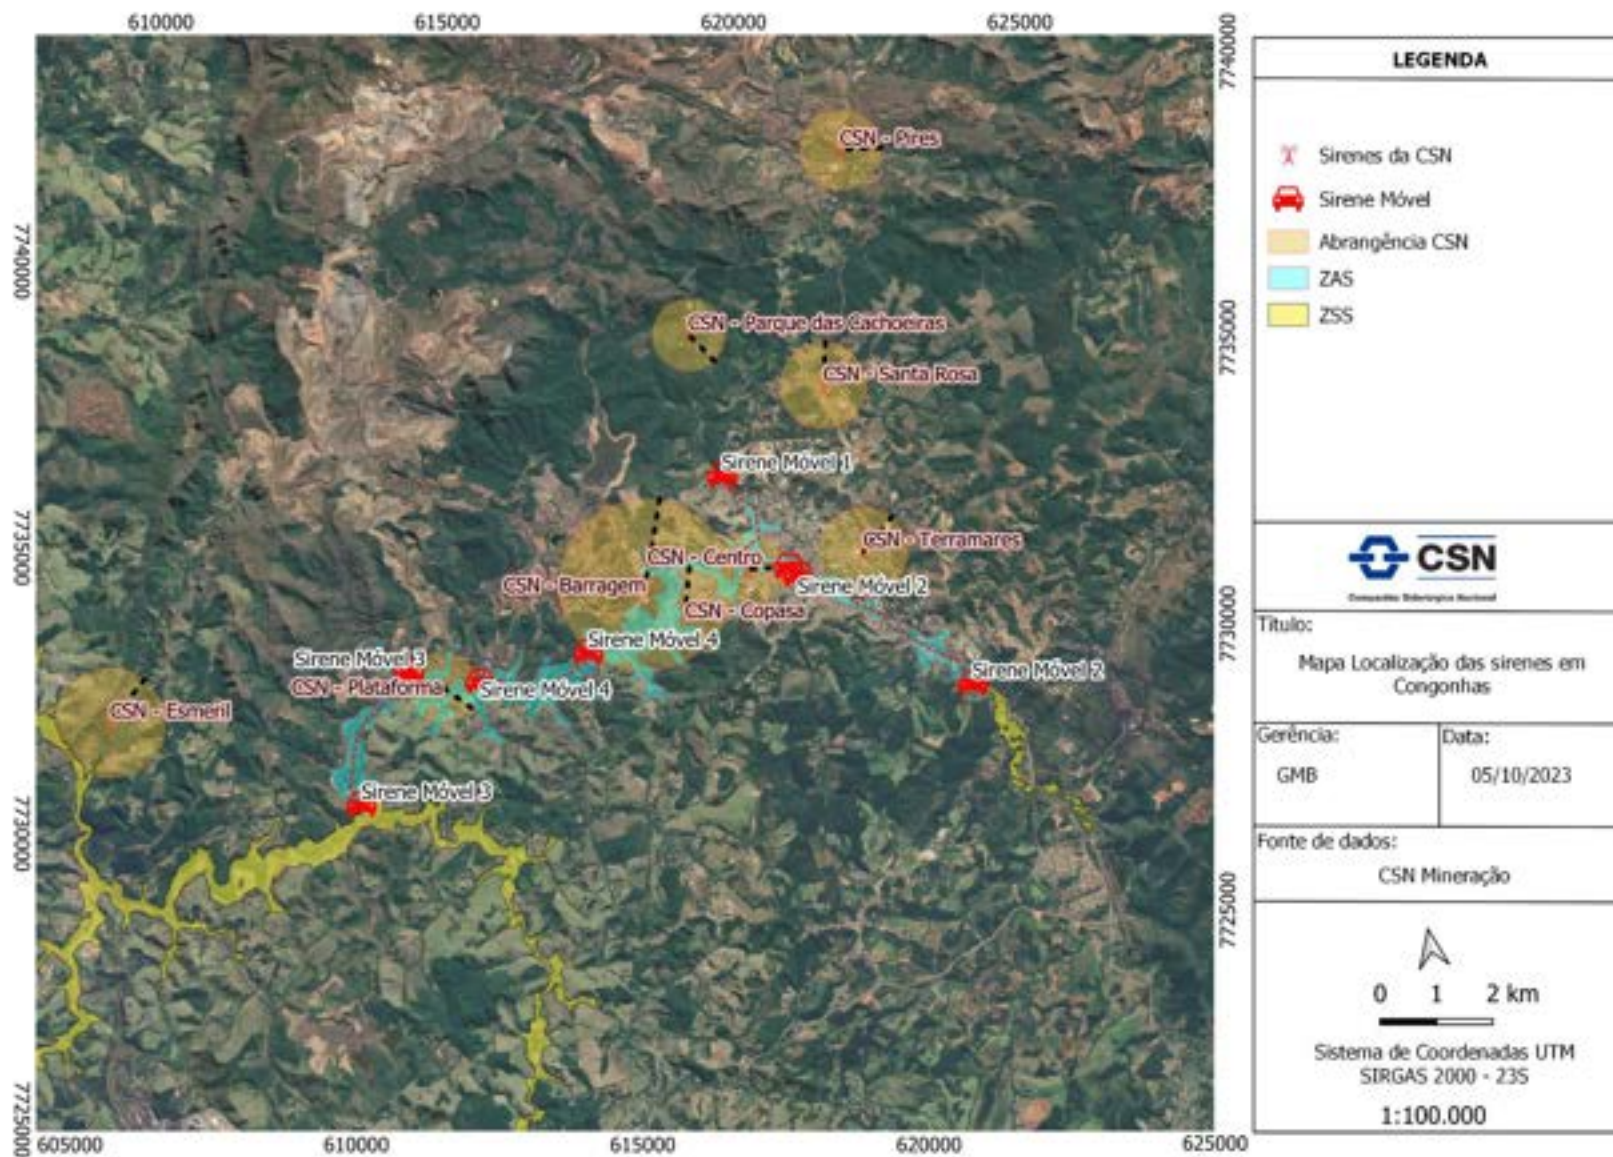 610000 615000 620000 625000
7740000
7735000
7730000
7725000
7740000
7735000
7730000
7725000
605000 610000 615000 620000 625000
CSN - Pires
CSN - Parque das Cachoeiras
CSN - Santa Rosa
Sirene Móvel 1
CSN - Terramares
CSN - Centro
CSN - Barragem
Sirene Móvel 2
CSN - Copasa
Sirene Móvel 4
Sirene Móvel 3
Sirene Móvel 2
CSN - Plataforma
Sirene Móvel 4
CSN - Esmeril
Sirene Móvel 3
LEGENDA
Sirenes da CSN
Sirene Móvel
Abrangência CSN
ZAS
ZSS
CSN
Companhia Siderúrgica Nacional
Título:
Mapa Localização das sirenes em
Congonhas
Gerência:
GMB
Data:
05/10/2023
Fonte de dados:
CSN Mineração
0 1 2 km
Sistema de Coordenadas UTM
SIRGAS 2000 - 23S
1:100.000